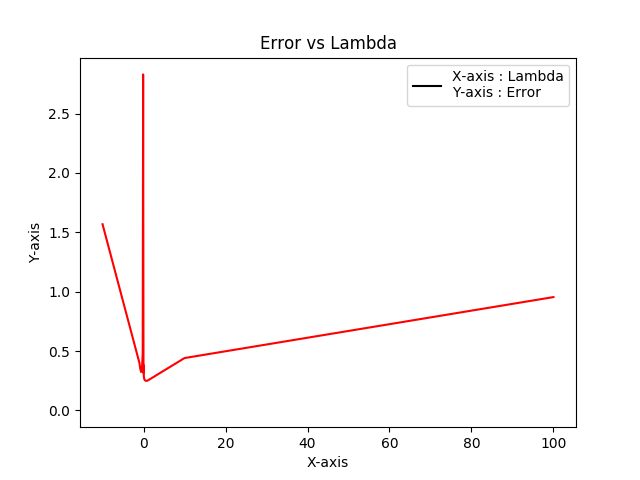 Error vs Lambda
X-axis : Lambda
Y-axis : Error
2.5
2.0
1.5
1.0
0.5
0.0
Y-axis
0 20 40 60 80 100
X-axis